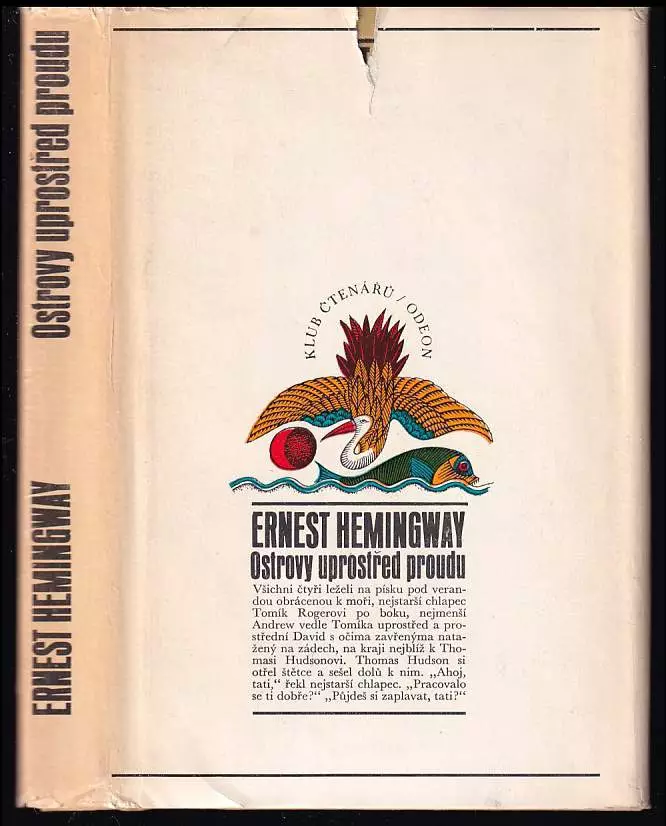 Ostrovy uprostřed proudu
ERNEST HEMINGWAY
KLUB ČTENÁŘŮ / ODEON
ERNEST HEMINGWAY
Ostrovy uprostřed proudu
Všichni čtyři leželi na písku pod veran-
dou obrácenou k moři, nejstarší chlapec
Tomík Rogerovi po boku, nejmenší
Andrew vedle Tomíka uprostřed a pro-
střední David s očima zavřenýma nata-
žený na zádech, na kraji nejblíž k Tho-
masi Hudsonovi. Thomas Hudson si
otřel štětce a sešel dolů k nim. „Ahoj,
tati,“ řekl nejstarší chlapec. „Pracovalo
se ti dobře?“ „Půjdeš si zaplavat, tati?“